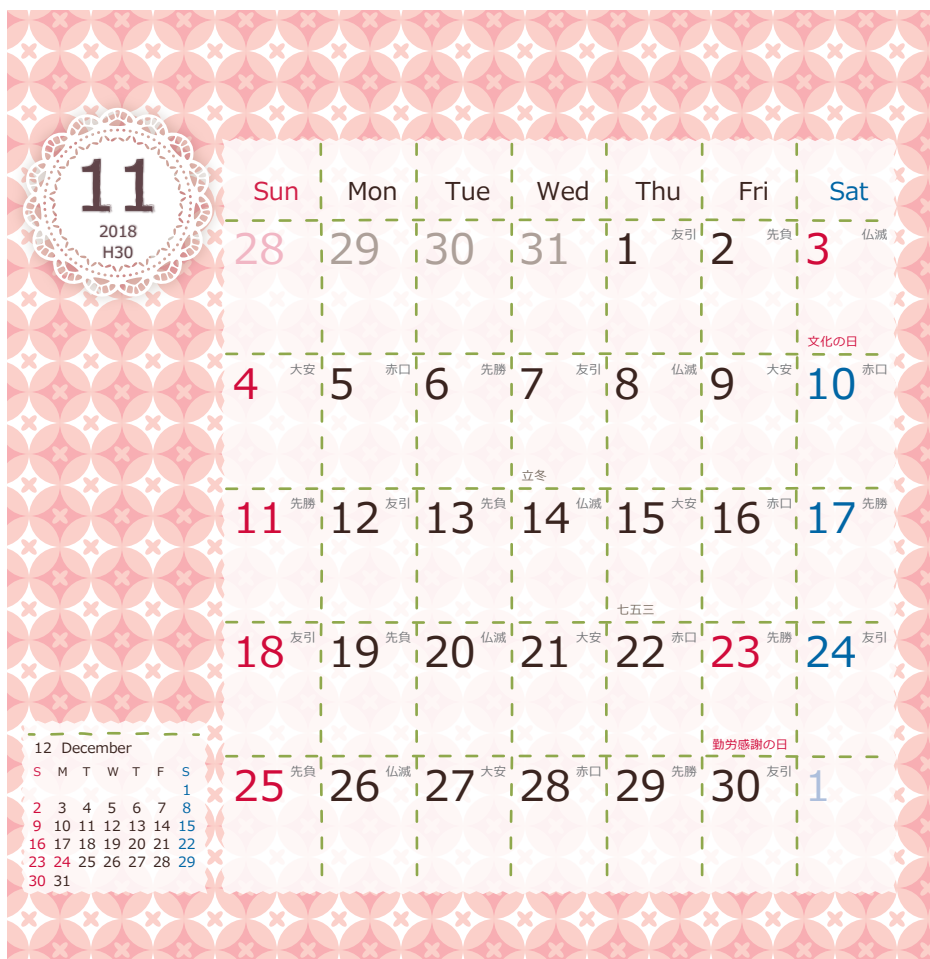 11
2018
H30
Sun Mon Tue Wed Thu Fri Sat
28 29 30 31 1 友引 2 先負 3 仏滅
文化の日
4 大安 5 赤口 6 先勝 7 友引 8 仏滅 9 大安 10 赤口
立冬
11 先勝 12 友引 13 先負 14 仏滅 15 大安 16 赤口 17 先勝
七五三
18 友引 19 先負 20 仏滅 21 大安 22 赤口 23 先勝 24 友引
勤労感謝の日
25 先負 26 仏滅 27 大安 28 赤口 29 先勝 30 友引 1
12 December
S M T W T F S
1
2 3 4 5 6 7 8
9 10 11 12 13 14 15
16 17 18 19 20 21 22
23 24 25 26 27 28 29
30 31